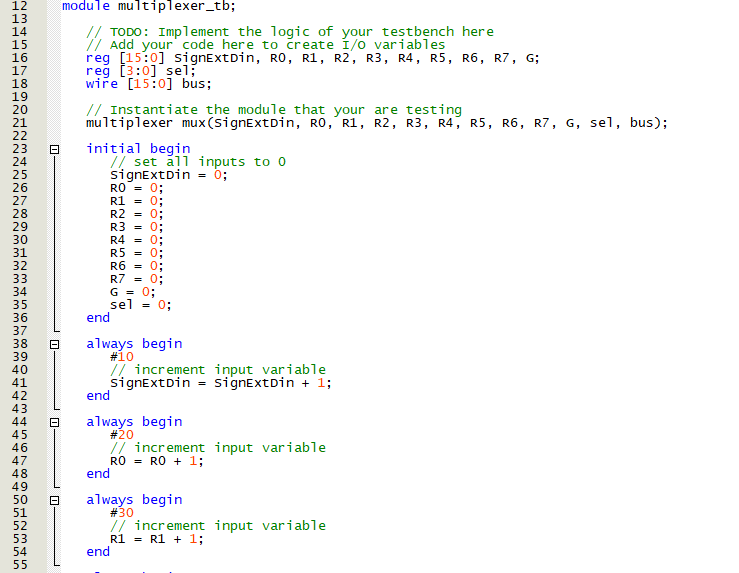 12 module multiplexer_tb;
13
14 // TODO: Implement the logic of your testbench here
15 // Add your code here to create I/O variables
16 reg [15:0] SignExtDin, R0, R1, R2, R3, R4, R5, R6, R7, G;
17 reg [3:0] sel;
18 wire [15:0] bus;
19
20 // Instantiate the module that your are testing
21 multiplexer mux(SignExtDin, R0, R1, R2, R3, R4, R5, R6, R7, G, sel, bus);
22
23 initial begin
24 // set all inputs to 0
25 SignExtDin = 0;
26 R0 = 0;
27 R1 = 0;
28 R2 = 0;
29 R3 = 0;
30 R4 = 0;
31 R5 = 0;
32 R6 = 0;
33 R7 = 0;
34 G = 0;
35 sel = 0;
36 end
37
38 always begin
39 #10
40 // increment input variable
41 SignExtDin = SignExtDin + 1;
42 end
43
44 always begin
45 #20
46 // increment input variable
47 R0 = R0 + 1;
48 end
49
50 always begin
51 #30
52 // increment input variable
53 R1 = R1 + 1;
54 end
55